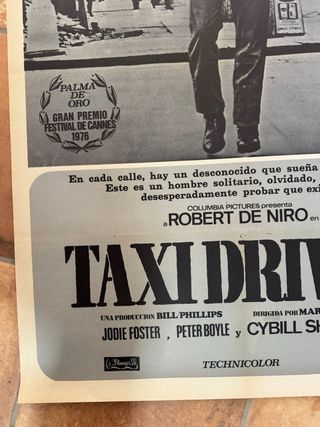 PALMA
DE
ORO
GRAN PREMIO
FESTIVAL DE CANNES
1976
En cada calle, hay un desconocido que sueña
Este es un hombre solitario, olvidado,
desesperadamente probar que exi
COLUMBIA PICTURES presenta
a ROBERT DE NIRO en
TAXI DRIV
UNA PRODUCCION BILL/PHILLIPS DIRIGIDA POR MAR
JODIE FOSTER , PETER BOYLE y CYBILL SH
TECHNICOLOR